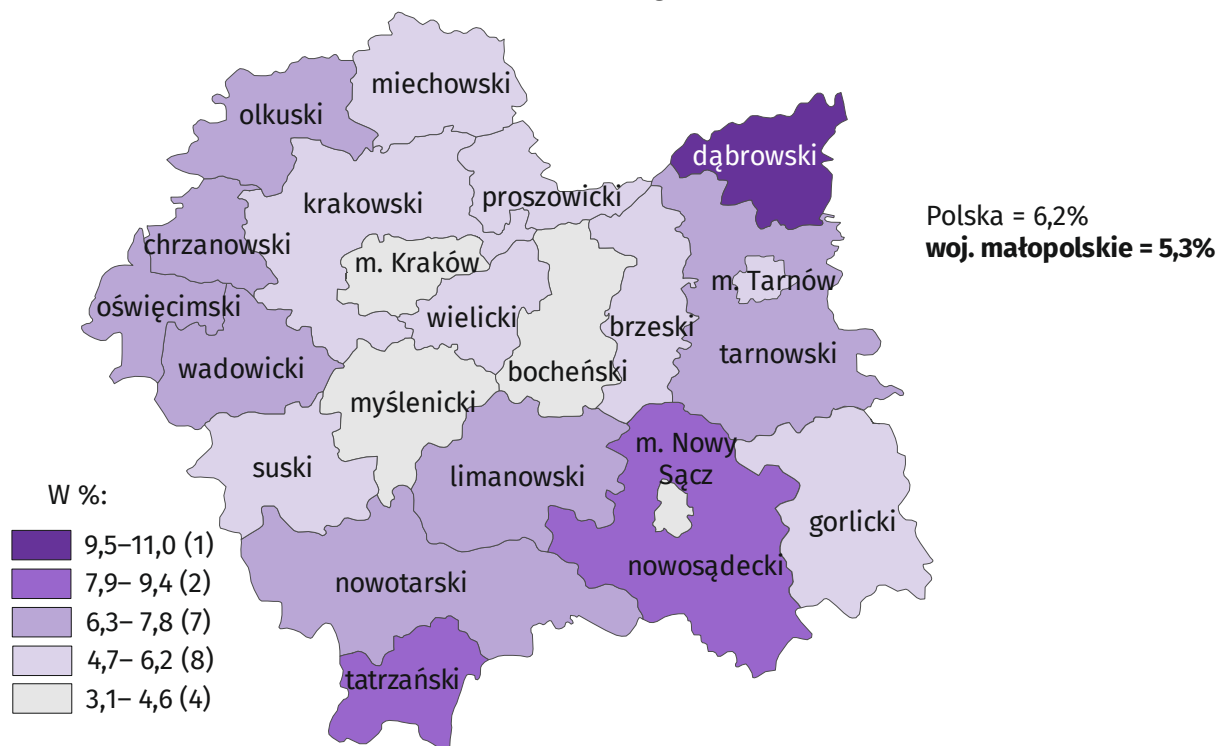 miechowski
olkuski
dąbrowski
krakowski
proszowicki
Polska = 6,2%
woj. małopolskie = 5,3%
chrzanowski
m. Kraków
m. Tarnów
oświęcimski
wielicki
brzeski
tarnowski
wadowicki
bocheński
myślenicki
m. Nowy
Sącz
suski
limanowski
gorlicki
nowosądecki
nowotarski
tatrzański
W %:
9,5–11,0 (1)
7,9– 9,4 (2)
6,3– 7,8 (7)
4,7– 6,2 (8)
3,1– 4,6 (4)